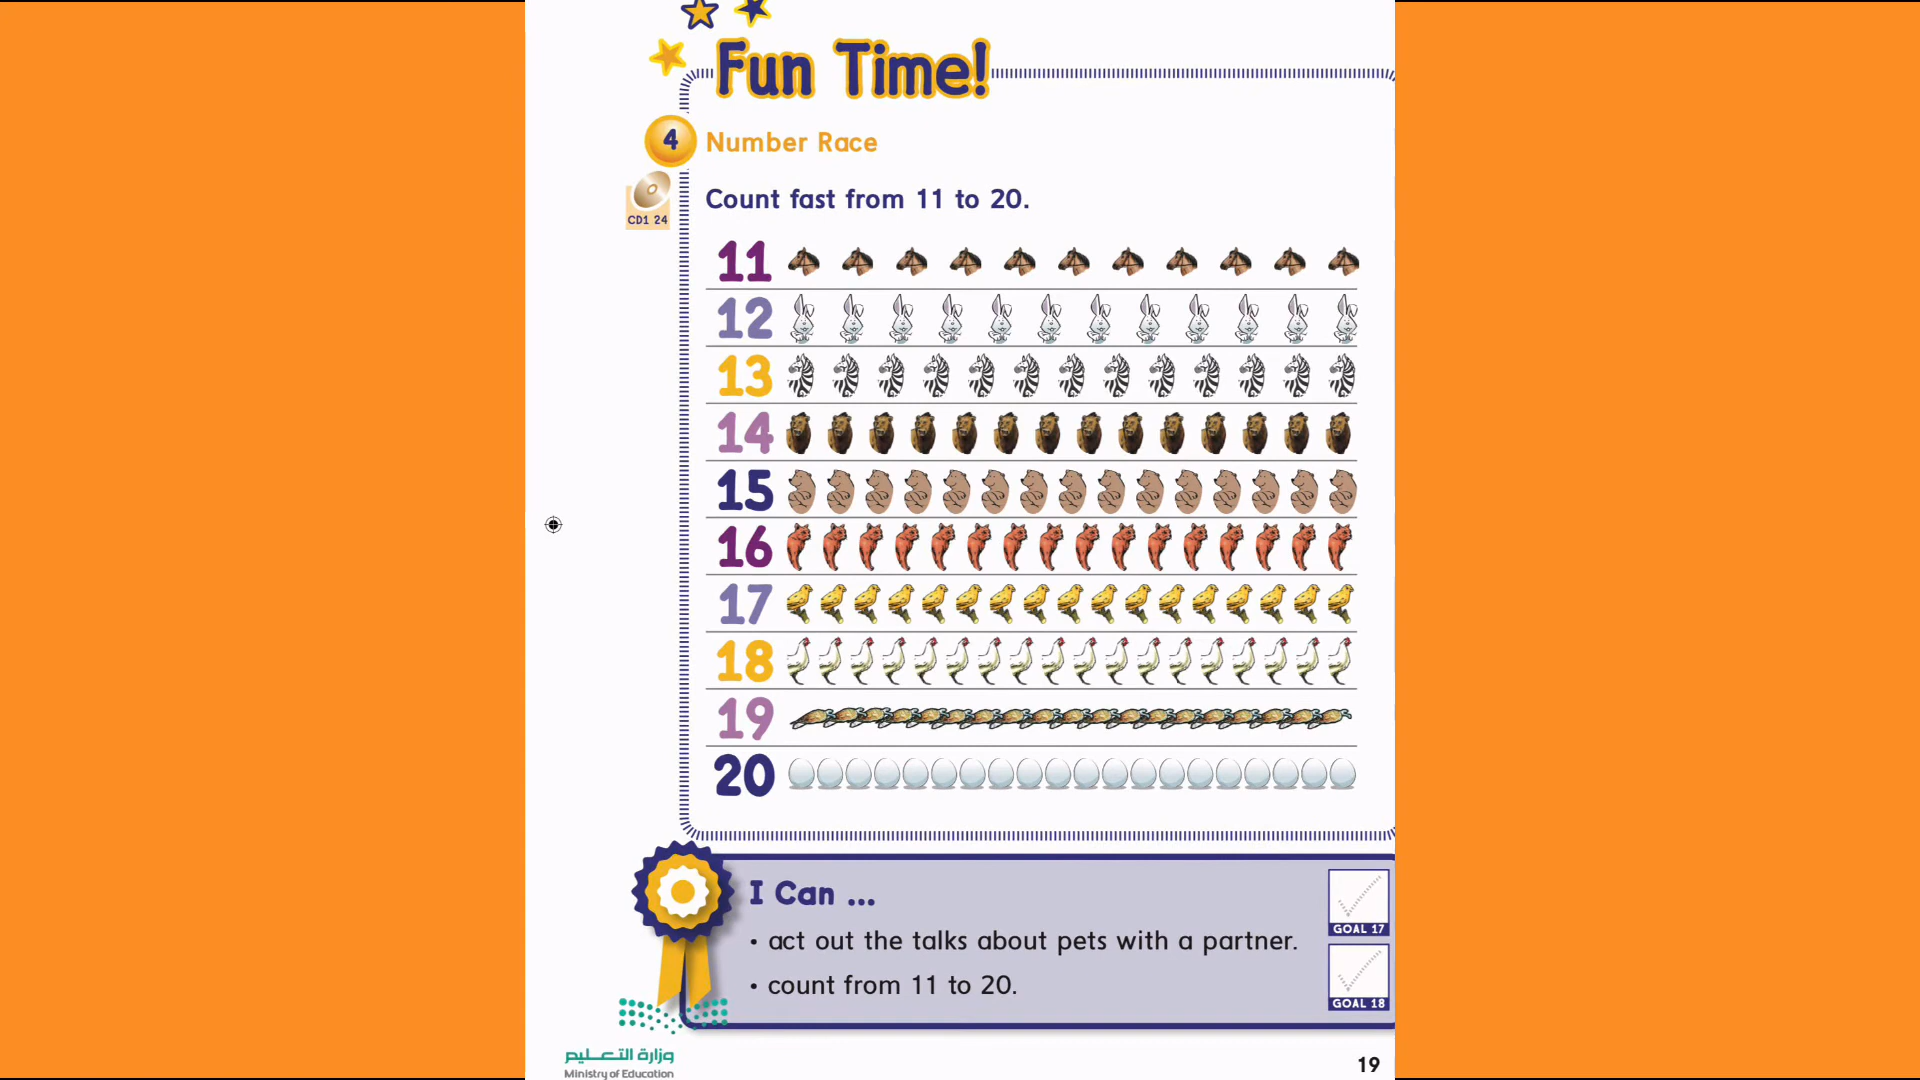 Fun Time!
4
Number Race
CD1 24
Count fast from 11 to 20.
11
12
13
14
15
16
17
18
19
20
I Can ...
• act out the talks about pets with a partner.
GOAL 17
• count from 11 to 20.
GOAL 18
وزارة التعليم
Ministry of Education
19